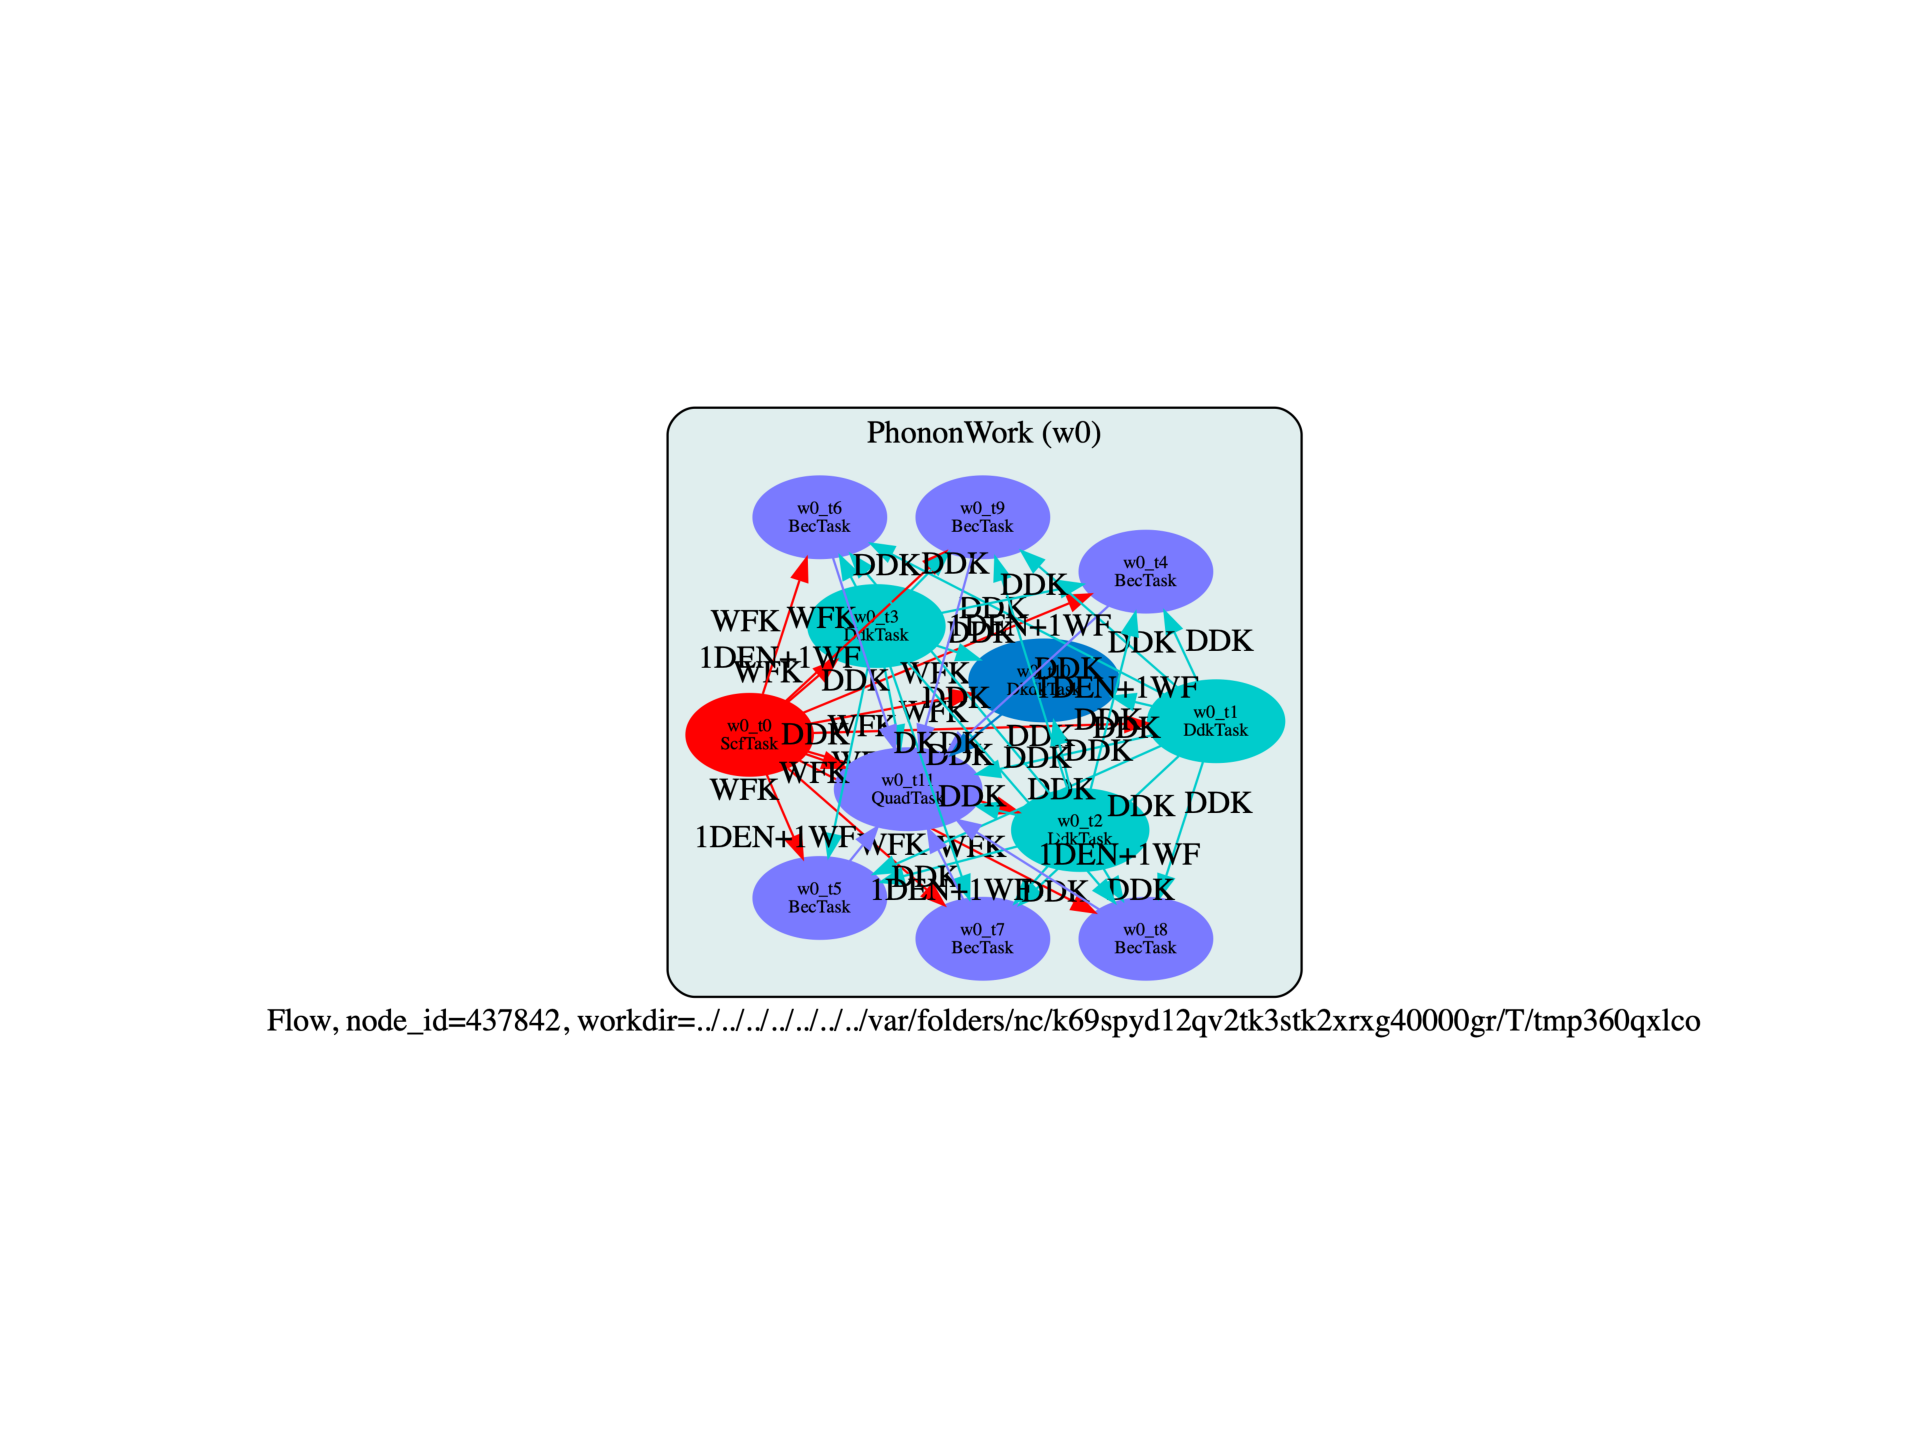 PhononWork (w0)
w0_t6
BecTask
w0_t9
BecTask
w0_t4
BecTask
DDK
DDK
DDK
DDK
WFK
WFK
w0_t3
DdkTask
1DEN+1WF
DDK
DDK
DDK
1DEN+1WF
WFK
DDK
WFK
DDK
1DEN+1WF
DDK
WFK
w0_t1
DdkTask
w0_t0
ScfTask
DDK
WFK
DDK
DDK
DDK
DDK
DDK
DDK
WFK
WFK
w0_t11
QuadTask
DDK
DDK
DDK
DDK
w0_t2
DdkTask
1DEN+1WF
WFK
WFK
1DEN+1WF
DDK
w0_t5
BecTask
1DEN+1WF
DDK
DDK
w0_t7
BecTask
w0_t8
BecTask
Flow, node_id=437842, workdir=../../../../../../../var/folders/nc/k69spyd12qv2tk3stk2xrxg40000gr/T/tmp360qxlco